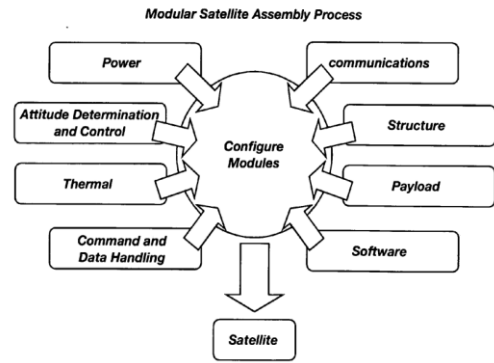 Modular Satellite Assembly Process
Power
communications
Attitude Determination
and Control
Structure
Configure
Modules
Thermal
Payload
Command and
Data Handling
Software
Satellite